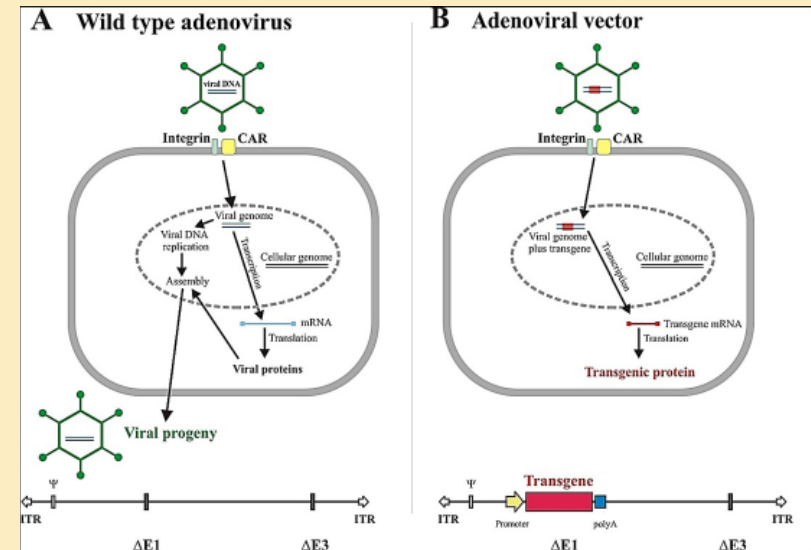 A Wild type adenovirus
viral DNA
Integrin CAR
Viral genome
Viral DNA
replication
Transcription
Cellular genome
Assembly
mRNA
Translation
Viral proteins
Viral progeny
Ψ
ITR ITR
ΔE1 ΔE3
B Adenoviral vector
Integrin CAR
Viral genome
plus transgene
Transcription
Cellular genome
Transgene mRNA
Translation
Transgenic protein
Transgene
Ψ
ITR Promoter polyA ITR
ΔE1 ΔE3